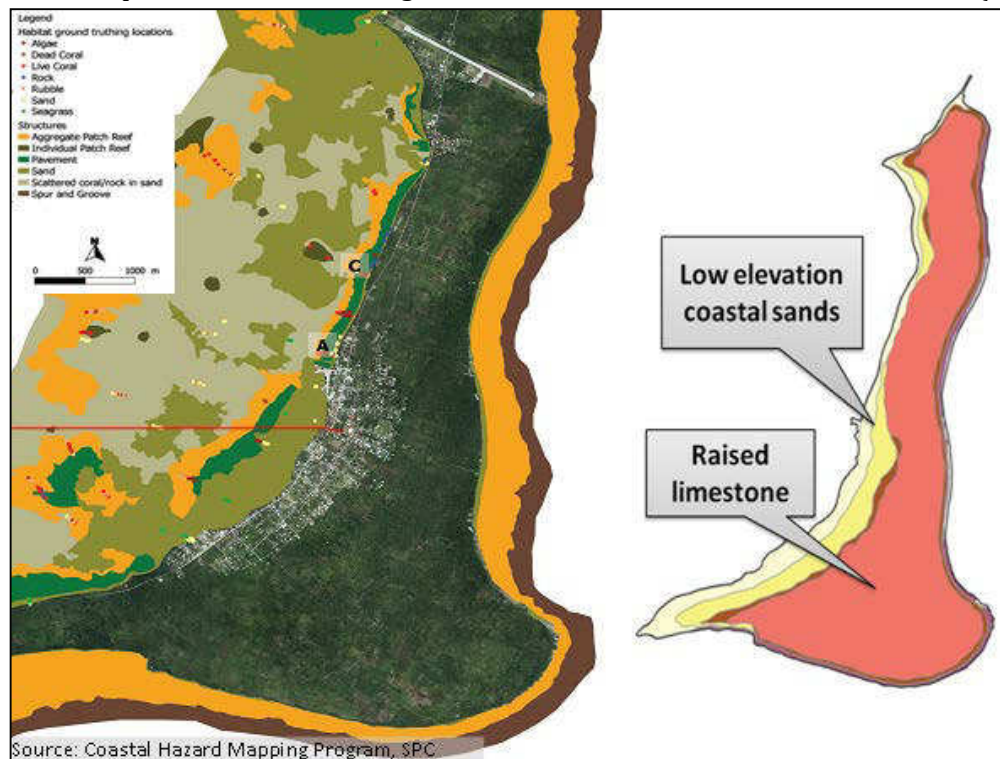 Legend
Habitat ground truthing locations
Algae
Dead Coral
Live Coral
Rock
Rubble
Sand
Seagrass
Structures
Aggregate Patch Reef
Individual Patch Reef
Pavement
Sand
Scattered coral/rock in sand
Spur and Groove
N
0 500 1000 m
C
A
Low elevation
coastal sands
Raised
limestone
Source: Coastal Hazard Mapping Program, SPC